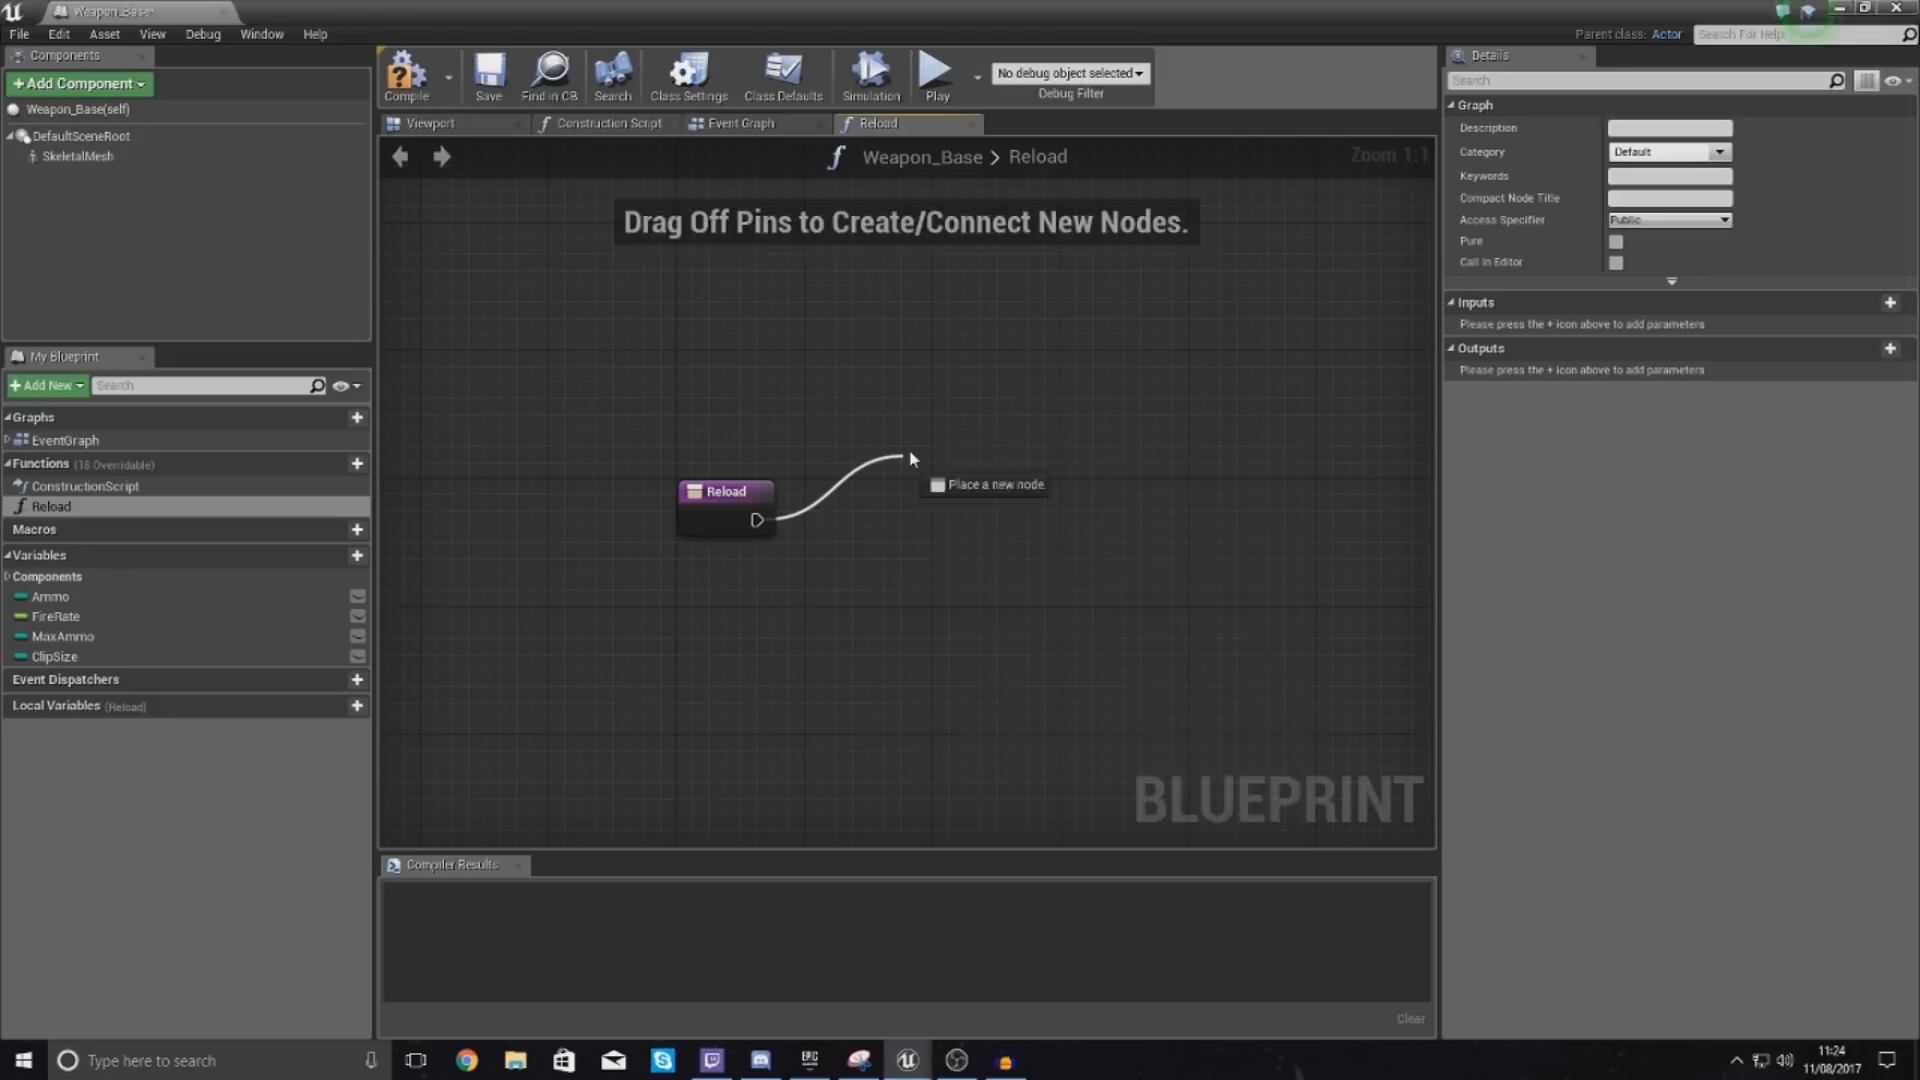 Weapon_Base*
File Edit Asset View Debug Window Help
Parent class: Actor
Search For Help
Components
+Add Component
Weapon_Base(self)
DefaultSceneRoot
SkeletalMesh
Compile
Save
Find in CB
Search
Class Settings
Class Defaults
Simulation
Play
No debug object selected
Debug Filter
Viewport
Construction Script
Event Graph
Reload
Weapon_Base > Reload
Zoom 1:1
Drag Off Pins to Create/Connect New Nodes.
Reload
Place a new node.
BLUEPRINT
My Blueprint
+Add New
Search
Graphs
EventGraph
Functions (18 Overridable)
ConstructionScript
Reload
Macros
Variables
Components
Ammo
FireRate
MaxAmmo
ClipSize
Event Dispatchers
Local Variables (Reload)
Compiler Results
Clear
Details
Search
Graph
Description
Category
Default
Keywords
Compact Node Title
Access Specifier
Public
Pure
Call In Editor
Inputs
Please press the + icon above to add parameters
Outputs
Please press the + icon above to add parameters
Type here to search
EPIC
11:24
11/08/2017